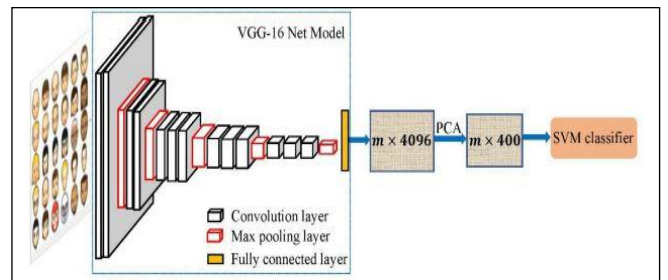 VGG-16 Net Model
m × 4096
PCA
m × 400
SVM classifier
Convolution layer
Max pooling layer
Fully connected layer